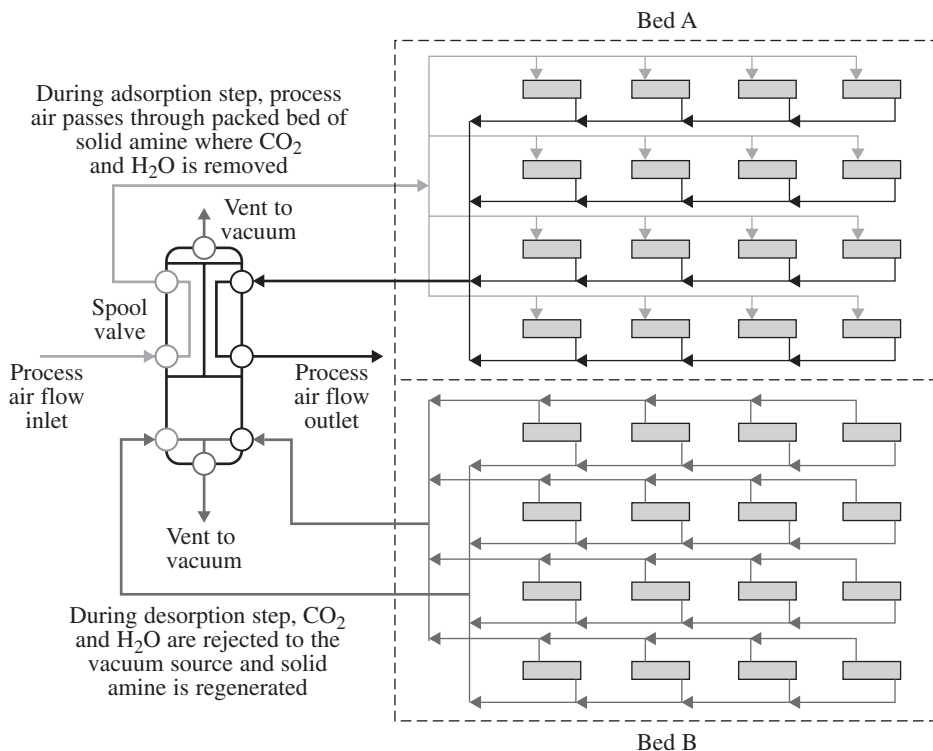 Bed A
During adsorption step, process
air passes through packed bed of
solid amine where CO₂
and H₂O is removed
Vent to
vacuum
Spool
valve
Process
air flow
inlet
Process
air flow
outlet
Vent to
vacuum
During desorption step, CO₂
and H₂O are rejected to the
vacuum source and solid
amine is regenerated
Bed B